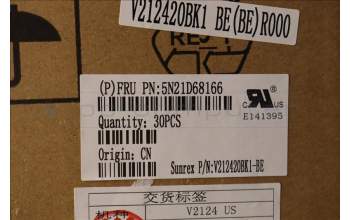 V212420BK1 BE(BE)R000
(P)FRU PN:5N21D68166
Quantity: 30PCS
C US
E141395
Origin: CN
Sunrex P/N:V212420BK1-BE
交货标签
V2124 US